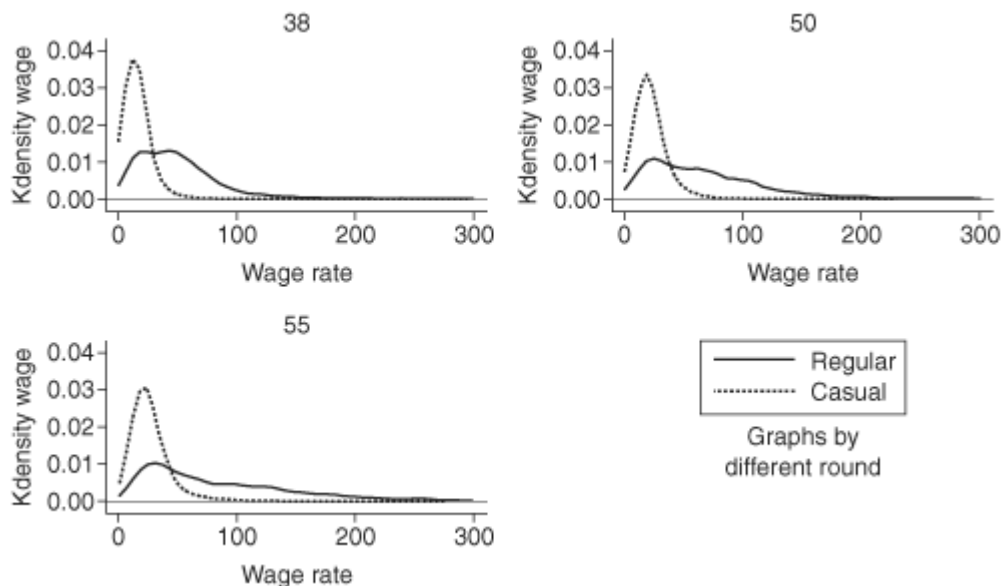 38
Kdensity wage
0.04
0.03
0.02
0.01
0.00
0 100 200 300
Wage rate
50
Kdensity wage
0.04
0.03
0.02
0.01
0.00
0 100 200 300
Wage rate
55
Kdensity wage
0.04
0.03
0.02
0.01
0.00
0 100 200 300
Wage rate
Regular
Casual
Graphs by
different round